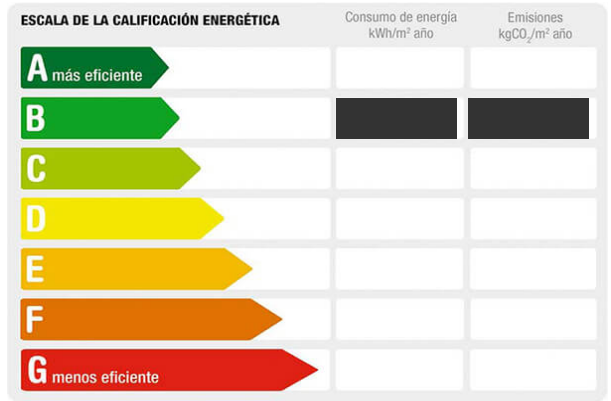 ESCALA DE LA CALIFICACIÓN ENERGÉTICA
Consumo de energía
kWh/m² año
Emisiones
kgCO₂/m² año
A más eficiente
B
C
D
E
F
G menos eficiente